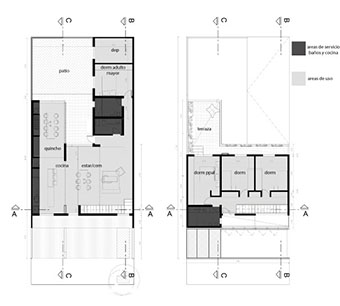 C
B
dep
dorm adulto
mayor
patio
quincho
cocina
estar/com
A
A
C
B
C
B
areas de servicio
(baños y cocina)
areas de uso
terraza
dorm ppal
dorm
dorm
A
A
C
B